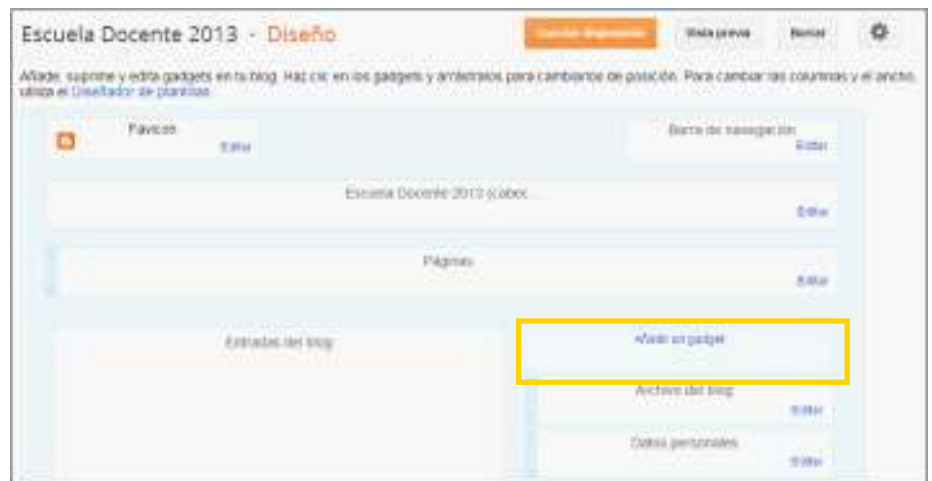 Escuela Docente 2013 - Diseño
Guardar disposición Vista previa Borrar
Añade, suprime y edita gadgets en tu blog. Haz clic en los gadgets y arrástralos para cambiarlos de posición. Para cambiar las columnas y el ancho,
utiliza el Diseñador de plantillas.
Favicon
Editar
Barra de navegación
Editar
Escuela Docente 2013 (Cabec...
Editar
Páginas
Editar
Entradas del blog
Añadir un gadget
Archivo del blog
Editar
Datos personales
Editar